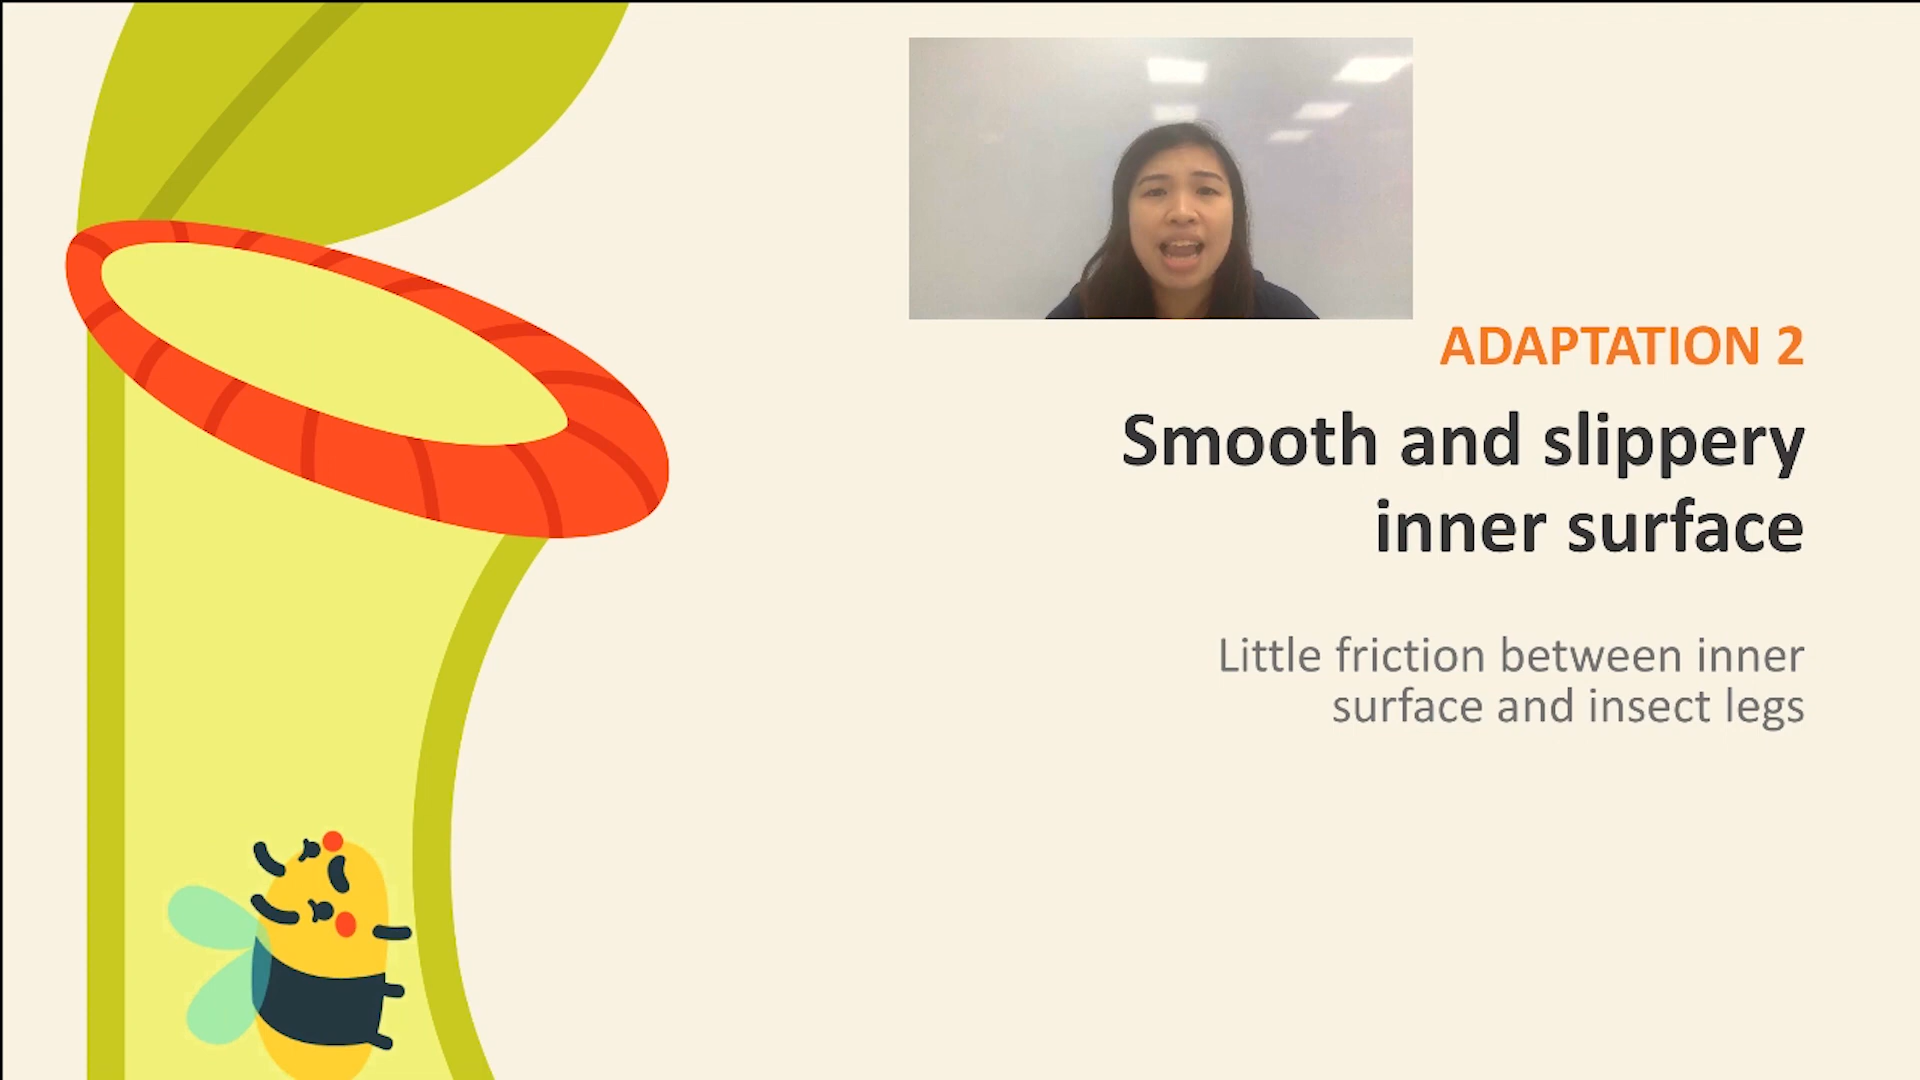 ADAPTATION 2
Smooth and slippery
inner surface
Little friction between inner
surface and insect legs